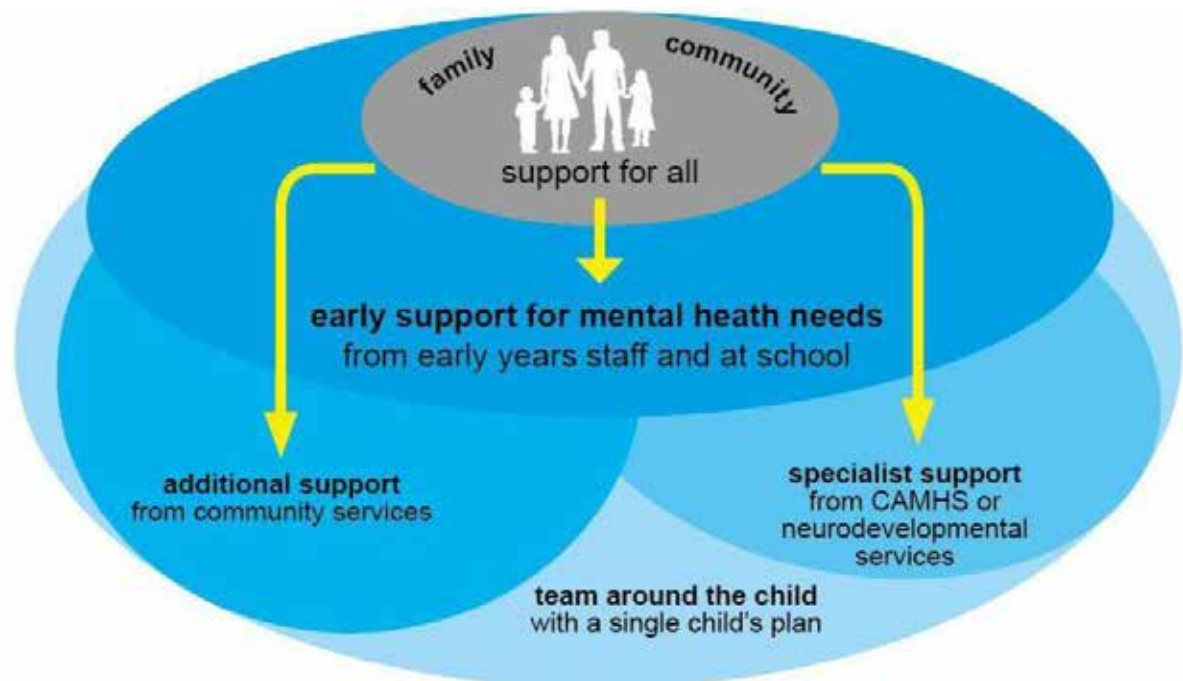 family
community
support for all
early support for mental heath needs
from early years staff and at school
additional support
from community services
specialist support
from CAMHS or
neurodevelopmental
services
team around the child
with a single child's plan